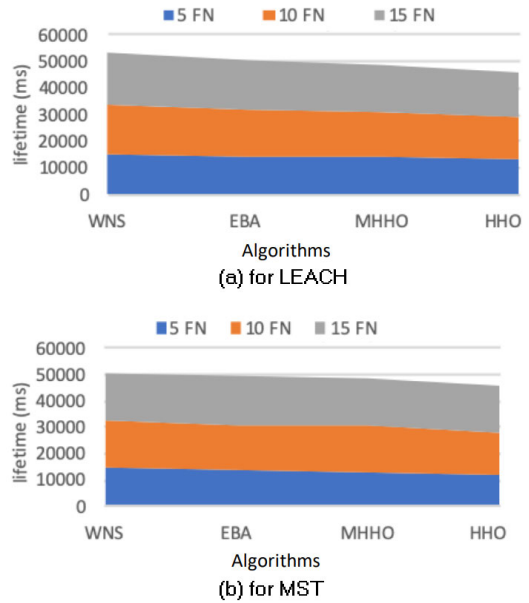 5 FN 10 FN 15 FN
60000
50000
40000
30000
20000
10000
0
lifetime (ms)
WNS EBA MHHO HHO
Algorithms
(a) for LEACH
5 FN 10 FN 15 FN
60000
50000
40000
30000
20000
10000
0
lifetime (ms)
WNS EBA MHHO HHO
Algorithms
(b) for MST